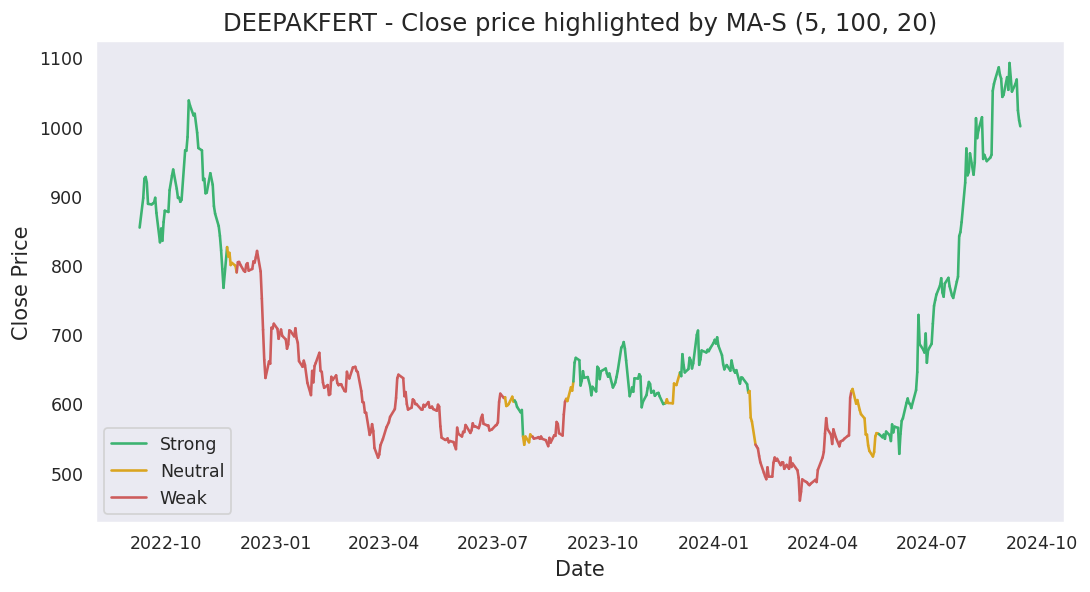 DEEPAKFERT - Close price highlighted by MA-S (5, 100, 20)
1100
1000
900
800
700
600
500
Close Price
Strong
Neutral
Weak
2022-10 2023-01 2023-04 2023-07 2023-10 2024-01 2024-04 2024-07 2024-10
Date